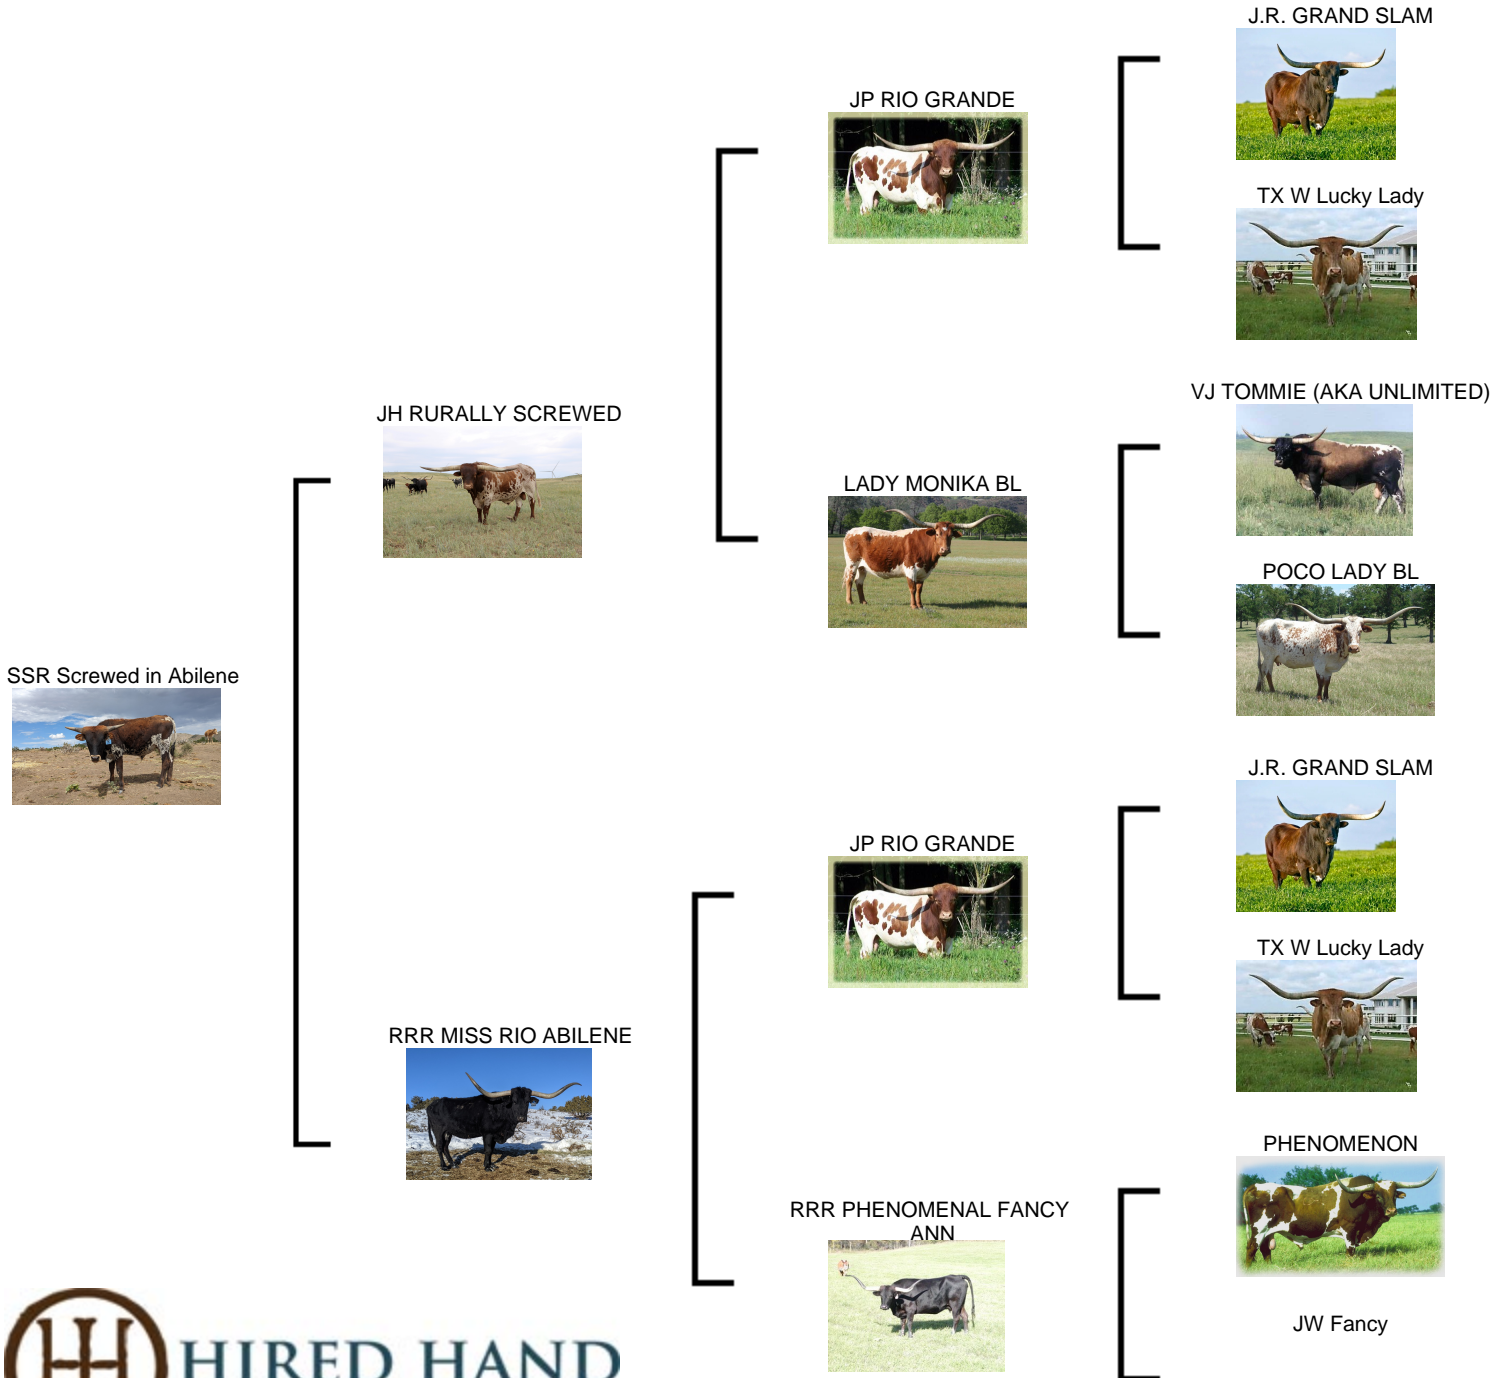 J.R. GRAND SLAM
JP RIO GRANDE
TX W Lucky Lady
JH RURALLY SCREWED
VJ TOMMIE (AKA UNLIMITED)
LADY MONIKA BL
POCO LADY BL
SSR Screwed in Abilene
J.R. GRAND SLAM
JP RIO GRANDE
TX W Lucky Lady
RRR MISS RIO ABILENE
PHENOMENON
RRR PHENOMENAL FANCY
ANN
JW Fancy
HIRED HAND